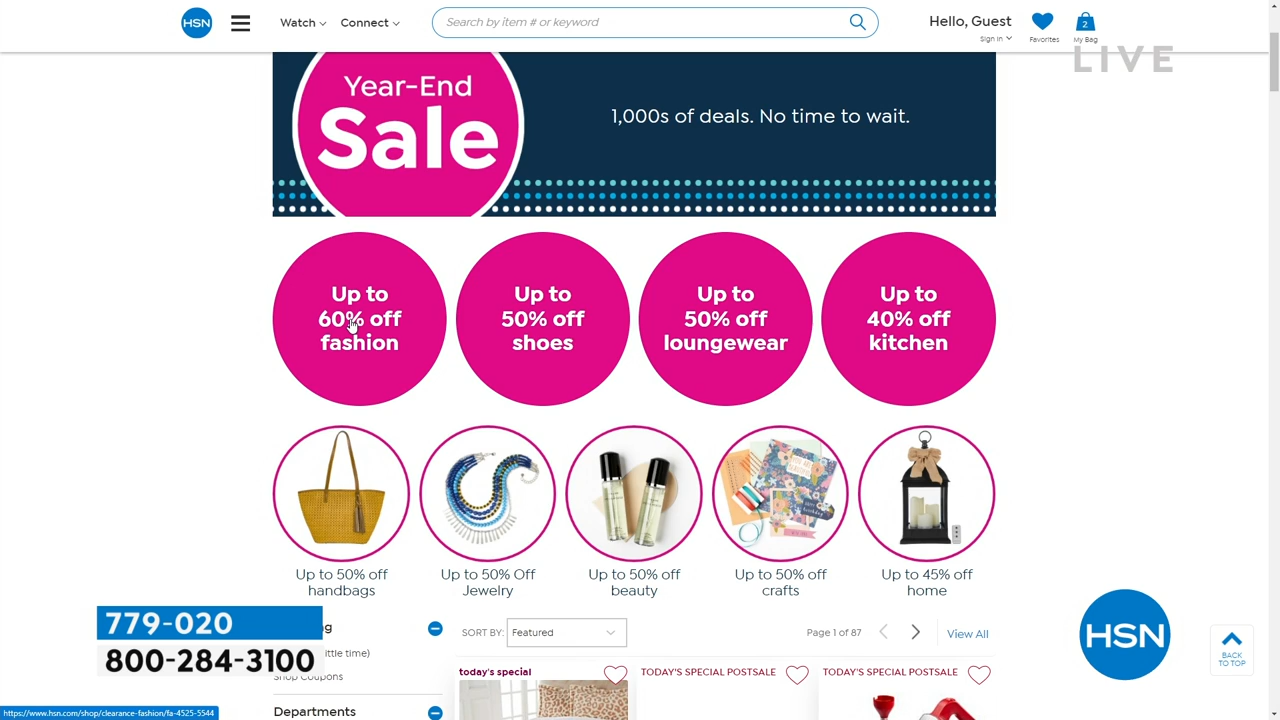 HSN
Watch
Connect
Search by item # or keyword
Hello, Guest
Sign In
Favorites
2
My Bag
LIVE
Year-End
Sale
1,000s of deals. No time to wait.
Up to
60% off
fashion
Up to
50% off
shoes
Up to
50% off
loungewear
Up to
40% off
kitchen
Up to 50% off
handbags
Up to 50% Off
Jewelry
Up to 50% off
beauty
Up to 50% off
crafts
Up to 45% off
home
779-020
800-284-3100
little time)
Shop Coupons
Departments
SORT BY:
Featured
Page 1 of 87
View All
today's special
TODAY'S SPECIAL POSTSALE
TODAY'S SPECIAL POSTSALE
HSN
BACK
TO TOP
https://www.hsn.com/shop/clearance-fashion/fa-4525-5544